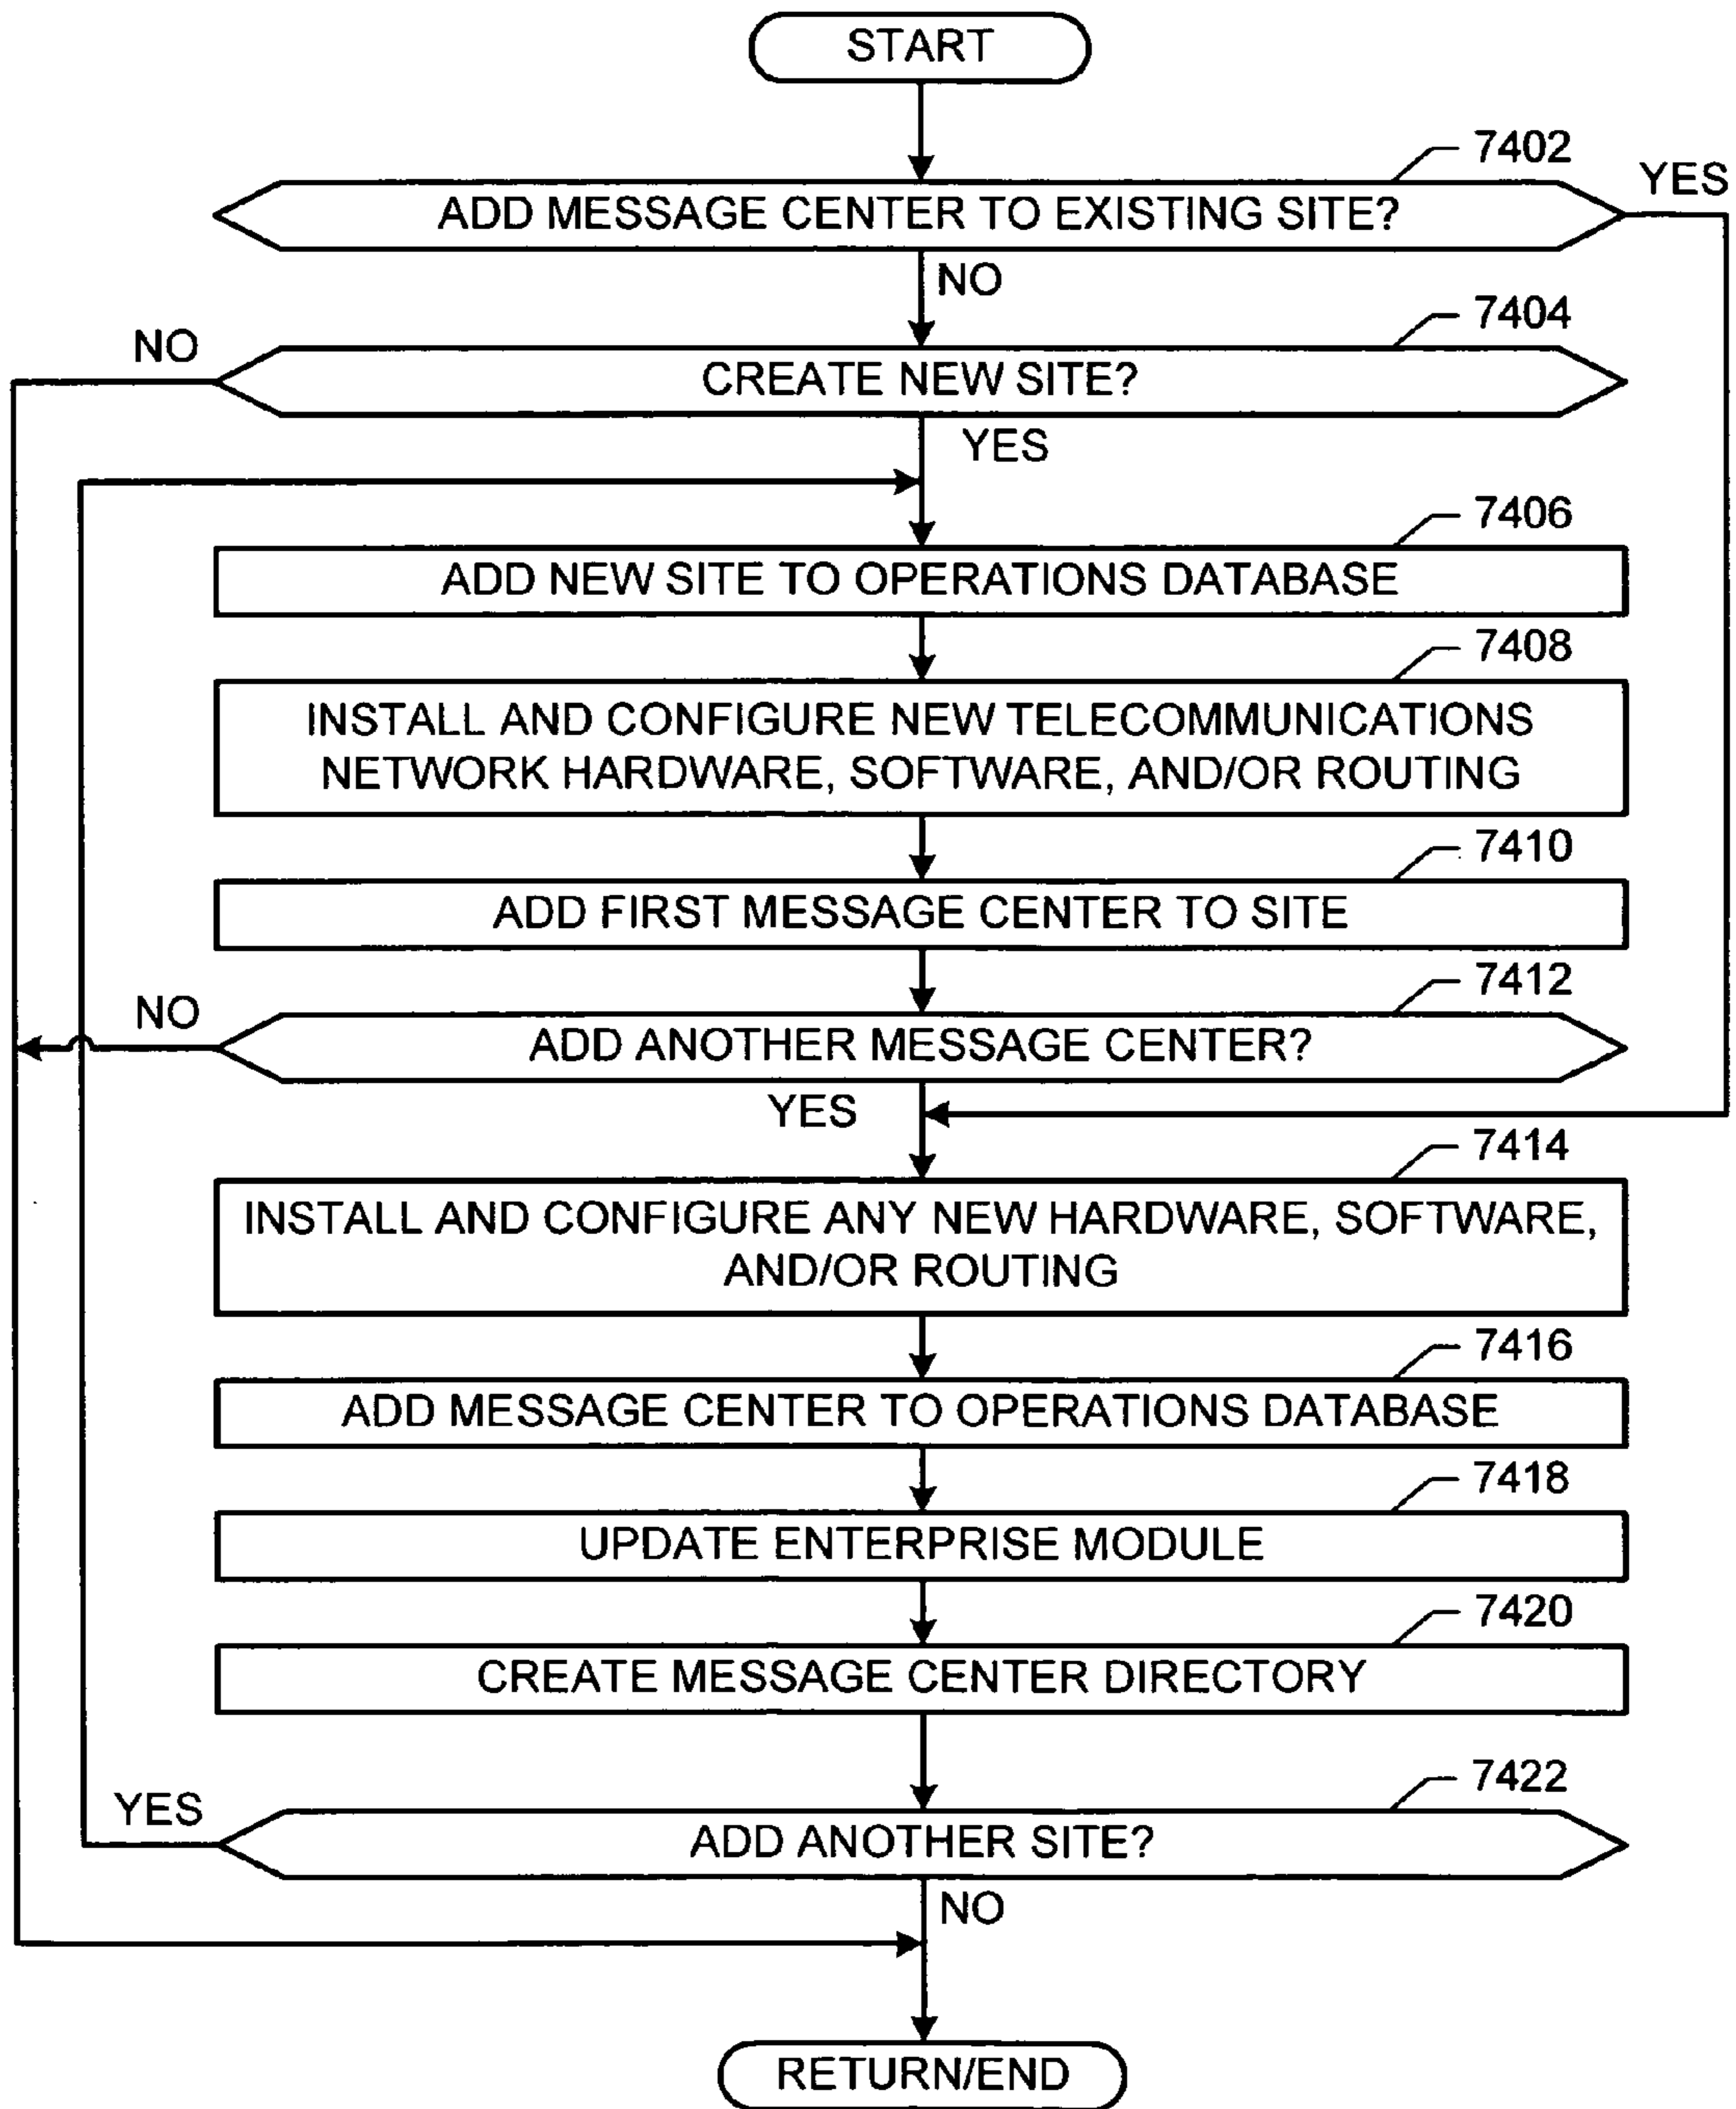 START
7402
YES
ADD MESSAGE CENTER TO EXISTING SITE?
NO
7404
NO
CREATE NEW SITE?
YES
7406
ADD NEW SITE TO OPERATIONS DATABASE
7408
INSTALL AND CONFIGURE NEW TELECOMMUNICATIONS
NETWORK HARDWARE, SOFTWARE, AND/OR ROUTING
7410
ADD FIRST MESSAGE CENTER TO SITE
7412
NO
ADD ANOTHER MESSAGE CENTER?
YES
7414
INSTALL AND CONFIGURE ANY NEW HARDWARE, SOFTWARE,
AND/OR ROUTING
7416
ADD MESSAGE CENTER TO OPERATIONS DATABASE
7418
UPDATE ENTERPRISE MODULE
7420
CREATE MESSAGE CENTER DIRECTORY
7422
YES
ADD ANOTHER SITE?
NO
RETURN/END